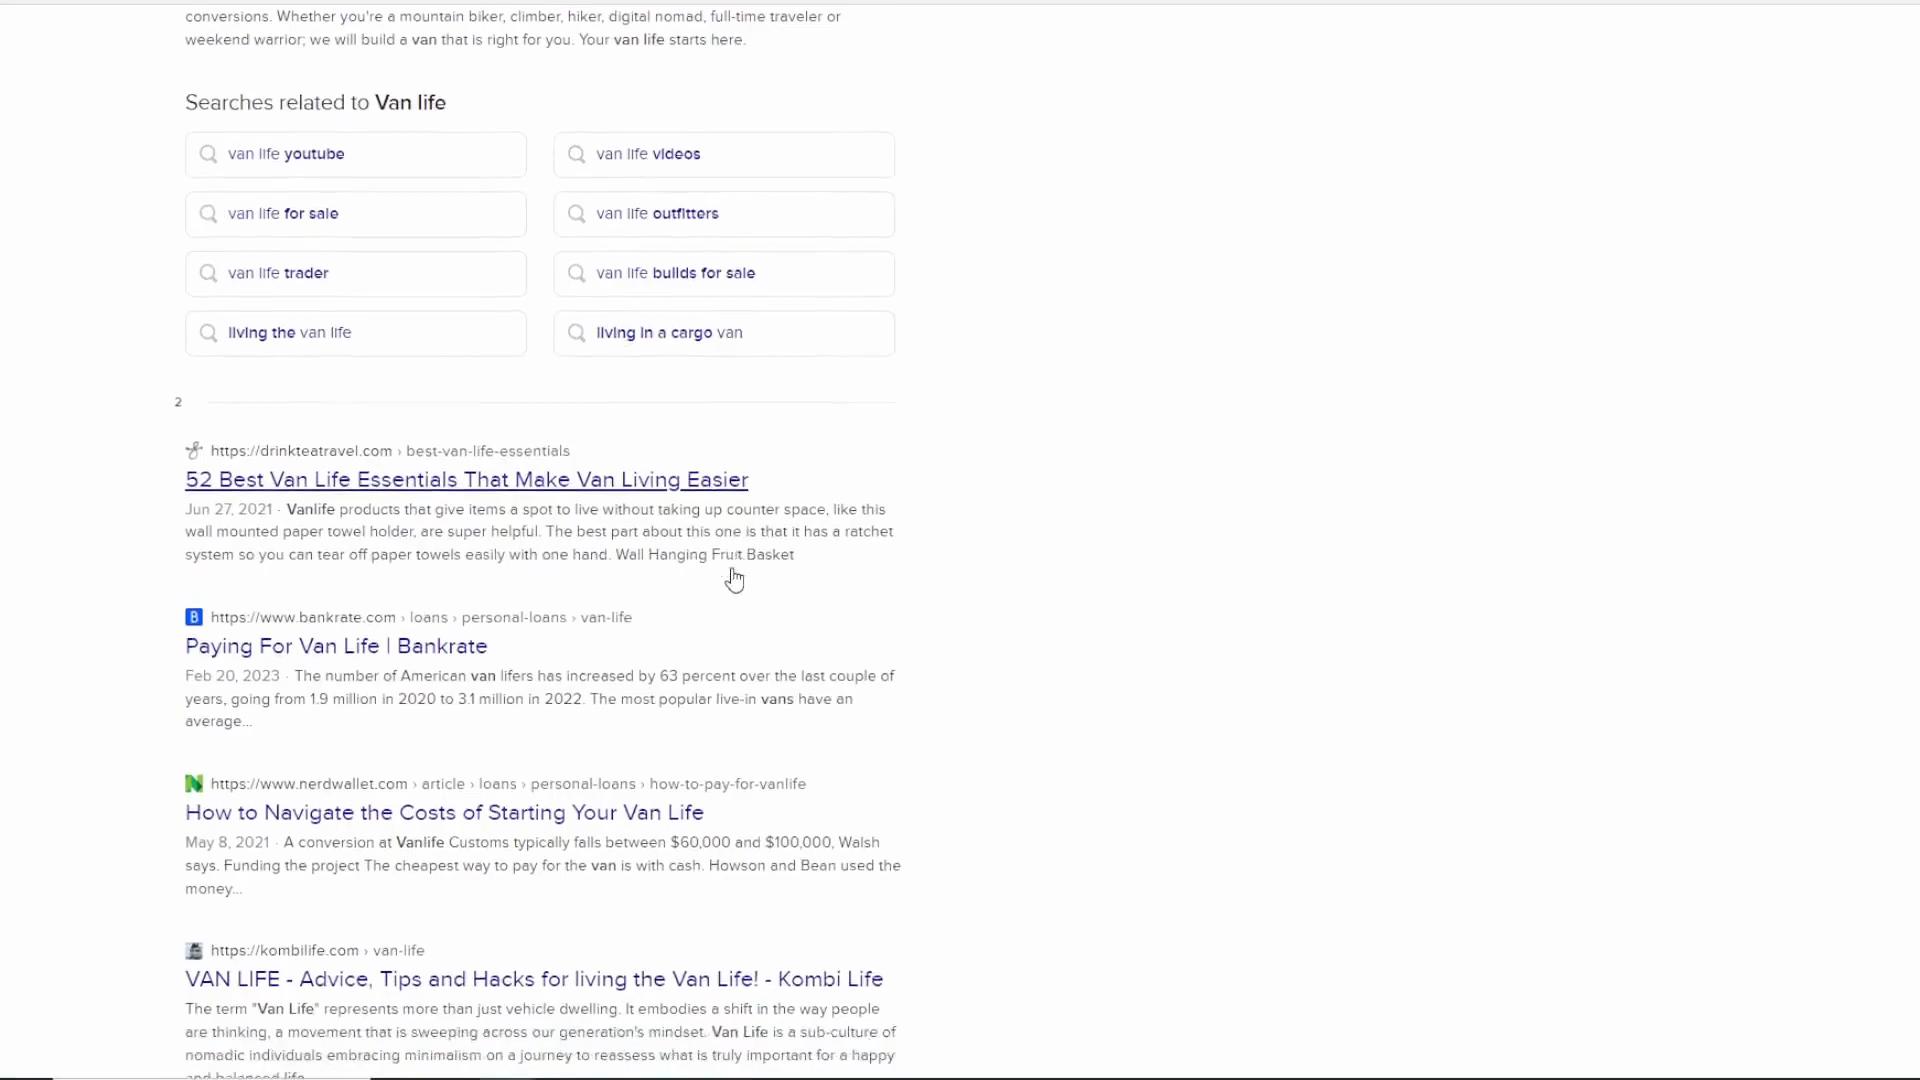 conversions. Whether you're a mountain biker, climber, hiker, digital nomad, full-time traveler or
weekend warrior; we will build a van that is right for you. Your van life starts here.
Searches related to Van life
van life youtube
van life videos
van life for sale
van life outfitters
van life trader
van life builds for sale
living the van life
living in a cargo van
2
https://drinkteatravel.com › best-van-life-essentials
52 Best Van Life Essentials That Make Van Living Easier
Jun 27, 2021 · Vanlife products that give items a spot to live without taking up counter space, like this
wall mounted paper towel holder, are super helpful. The best part about this one is that it has a ratchet
system so you can tear off paper towels easily with one hand. Wall Hanging Fruit Basket
B
https://www.bankrate.com › loans › personal-loans › van-life
Paying For Van Life | Bankrate
Feb 20, 2023 · The number of American van lifers has increased by 63 percent over the last couple of
years, going from 1.9 million in 2020 to 3.1 million in 2022. The most popular live-in vans have an
average...
N
https://www.nerdwallet.com › article › loans › personal-loans › how-to-pay-for-vanlife
How to Navigate the Costs of Starting Your Van Life
May 8, 2021 · A conversion at Vanlife Customs typically falls between $60,000 and $100,000, Walsh
says. Funding the project The cheapest way to pay for the van is with cash. Howson and Bean used the
money...
https://kombilife.com › van-life
VAN LIFE - Advice, Tips and Hacks for living the Van Life! - Kombi Life
The term "Van Life" represents more than just vehicle dwelling. It embodies a shift in the way people
are thinking, a movement that is sweeping across our generation's mindset. Van Life is a sub-culture of
nomadic individuals embracing minimalism on a journey to reassess what is truly important for a happy
and balanced life.